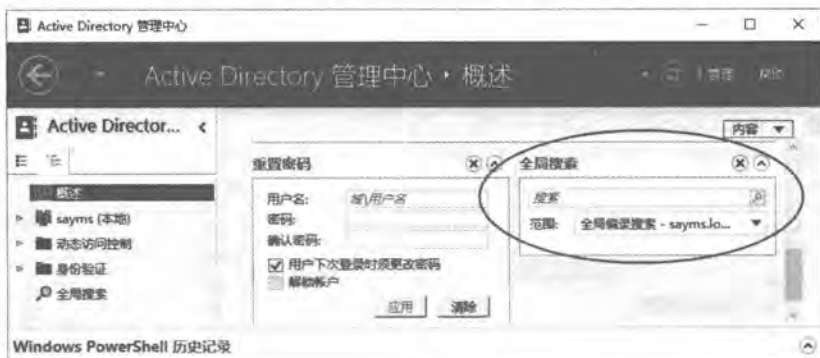 Active Directory 管理中心
Active Directory 管理中心 · 概述
管理
Active Director...
概述
sayms (本地)
动态访问控制
身份验证
全局搜索
内容
重置密码
用户名: 域\用户名
密码:
确认密码:
用户下次登录时须更改密码
解锁帐户
应用 清除
全局搜索
搜索
范围: 全局编录搜索 - sayms.lo...
Windows PowerShell 历史记录